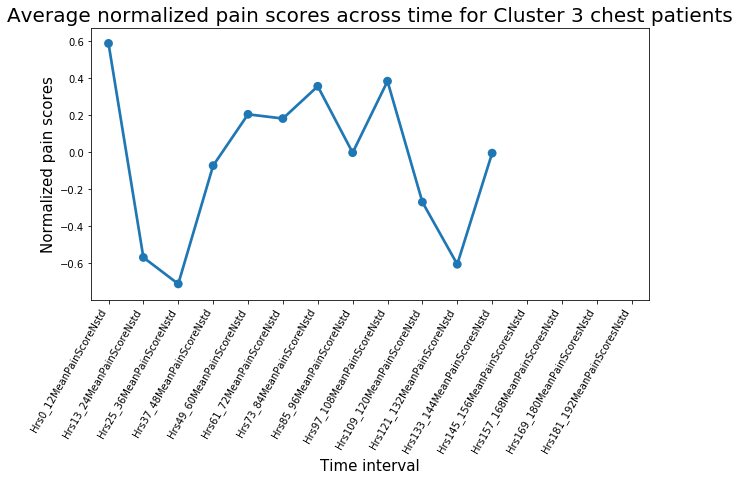 Average normalized pain scores across time for Cluster 3 chest patients
Normalized pain scores
0.6
0.4
0.2
0.0
−0.2
−0.4
−0.6
Hrs0_12MeanPainScoreNstd
Hrs13_24MeanPainScoreNstd
Hrs25_36MeanPainScoreNstd
Hrs37_48MeanPainScoreNstd
Hrs49_60MeanPainScoreNstd
Hrs61_72MeanPainScoreNstd
Hrs73_84MeanPainScoreNstd
Hrs85_96MeanPainScoreNstd
Hrs97_108MeanPainScoreNstd
Hrs109_120MeanPainScoreNstd
Hrs121_132MeanPainScoreNstd
Hrs133_144MeanPainScoresNstd
Hrs145_156MeanPainScoresNstd
Hrs157_168MeanPainScoresNstd
Hrs169_180MeanPainScoresNstd
Hrs181_192MeanPainScoresNstd
Time interval